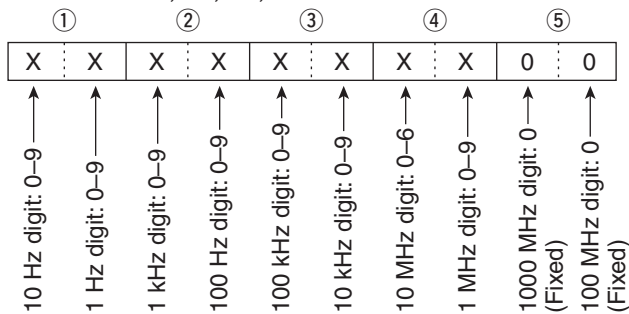 ① ② ③ ④ ⑤
X X X X X X X X 0 0
10 Hz digit: 0–9
1 Hz digit: 0–9
1 kHz digit: 0–9
100 Hz digit: 0–9
100 kHz digit: 0–9
10 kHz digit: 0–9
10 MHz digit: 0–6
1 MHz digit: 0–9
1000 MHz digit: 0
(Fixed)
100 MHz digit: 0
(Fixed)